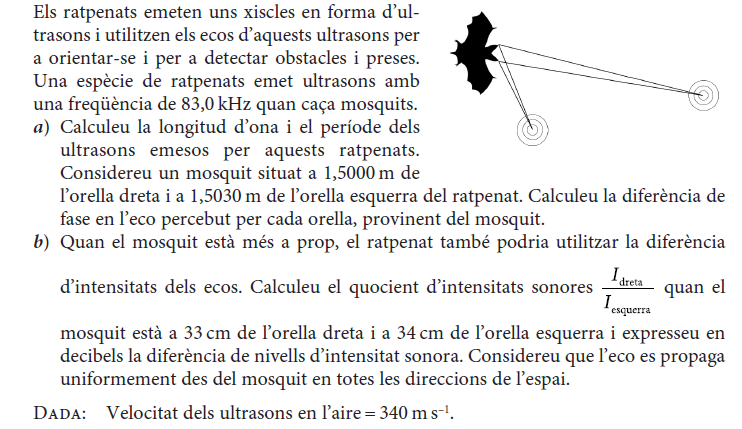 Els ratpenats emeten uns xiscles en forma d'ul-
trasons i utilitzen els ecos d'aquests ultrasons per
a orientar-se i per a detectar obstacles i preses.
Una espècie de ratpenats emet ultrasons amb
una freqüència de 83,0 kHz quan caça mosquits.
a) Calculeu la longitud d'ona i el període dels
ultrasons emesos per aquests ratpenats.
Considereu un mosquit situat a 1,5000 m de
l'orella dreta i a 1,5030 m de l'orella esquerra del ratpenat. Calculeu la diferència de
fase en l'eco percebut per cada orella, provinent del mosquit.
b) Quan el mosquit està més a prop, el ratpenat també podria utilitzar la diferència
d'intensitats dels ecos. Calculeu el quocient d'intensitats sonores I_dreta / I_esquerra quan el
mosquit està a 33 cm de l'orella dreta i a 34 cm de l'orella esquerra i expresseu en
decibels la diferència de nivells d'intensitat sonora. Considereu que l'eco es propaga
uniformement des del mosquit en totes les direccions de l'espai.
DADA: Velocitat dels ultrasons en l'aire = 340 m s⁻¹.